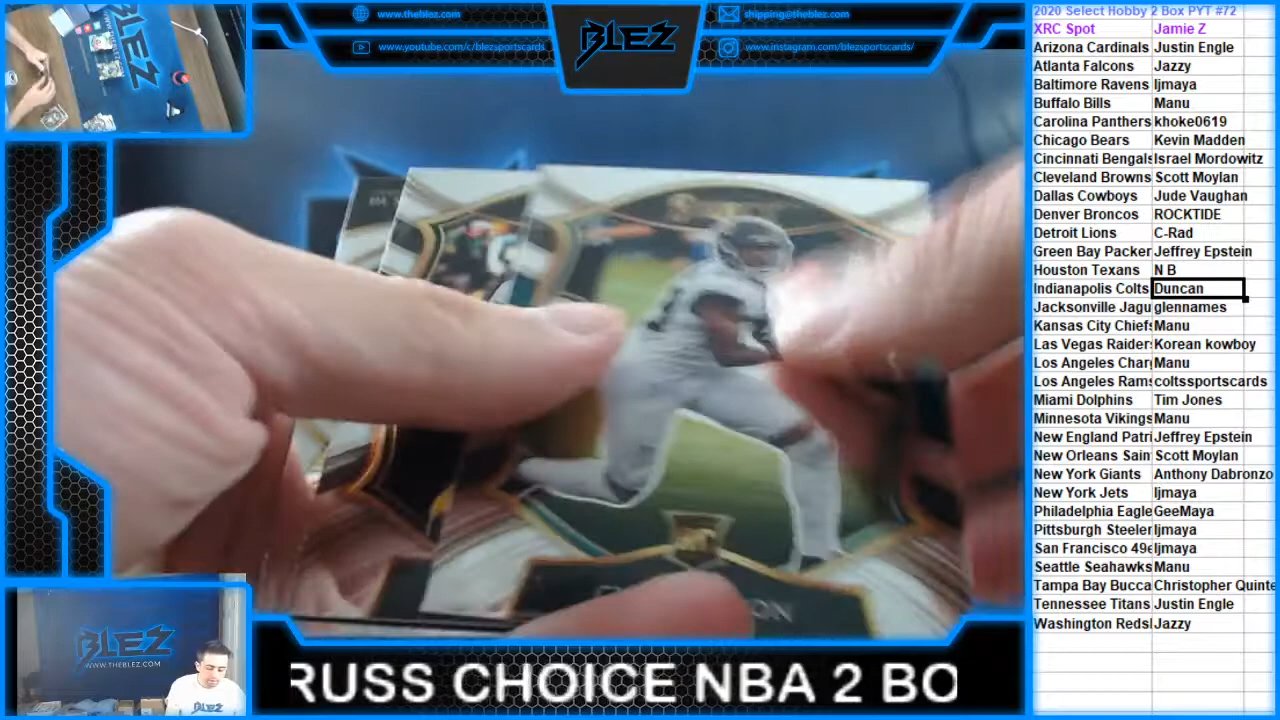 www.theblez.com
www.youtube.com/c/blezsportscards
BLEZ
shipping@theblez.com
www.instagram.com/blezsportscards/
BLEZ
2020 Select Hobby 2 Box PYT #72
XRC Spot Jamie Z
Arizona Cardinals Justin Engle
Atlanta Falcons Jazzy
Baltimore Ravens ljmaya
Buffalo Bills Manu
Carolina Panthers khoke0619
Chicago Bears Kevin Madden
Cincinnati Bengals Israel Mordowitz
Cleveland Browns Scott Moylan
Dallas Cowboys Jude Vaughan
Denver Broncos ROCKTIDE
Detroit Lions C-Rad
Green Bay Packer Jeffrey Epstein
Houston Texans N B
Indianapolis Colts Duncan
Jacksonville Jagu glennames
Kansas City Chiefs Manu
Las Vegas Raiders Korean kowboy
Los Angeles Char Manu
Los Angeles Rams coltssportscards
Miami Dolphins Tim Jones
Minnesota Vikings Manu
New England Patri Jeffrey Epstein
New Orleans Sain Scott Moylan
New York Giants Anthony Dabronzo
New York Jets ljmaya
Philadelphia Eagle GeeMaya
Pittsburgh Steeler ljmaya
San Francisco 49e ljmaya
Seattle Seahawks Manu
Tampa Bay Bucca Christopher Quinte
Tennessee Titans Justin Engle
Washington Reds Jazzy
BLEZ
WWW.THEBLEZ.COM
BLEZ
RUSS CHOICE NBA 2 BO